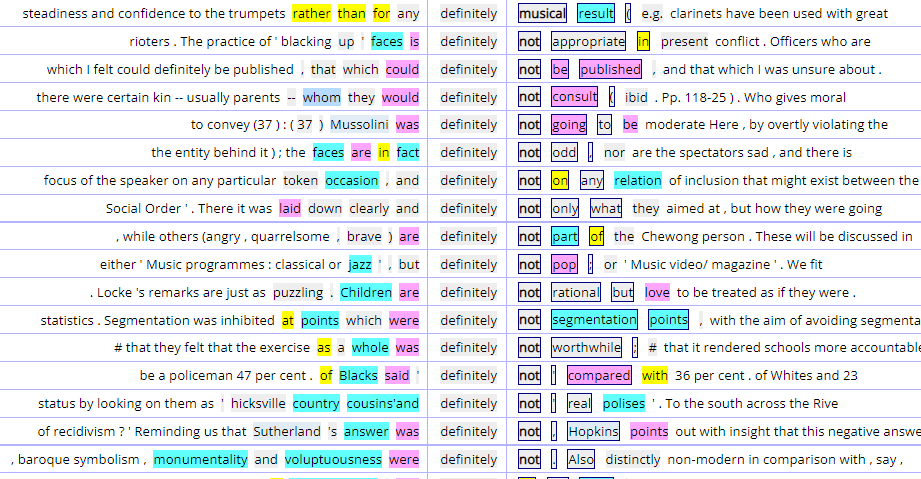 steadiness and confidence to the trumpets rather than for any definitely musical result ( e.g. clarinets have been used with great
rioters . The practice of ' blacking up ' faces is definitely not appropriate in present conflict . Officers who are
which I felt could definitely be published , that which could definitely not be published , and that which I was unsure about .
there were certain kin -- usually parents -- whom they would definitely not consult ( ibid . Pp. 118-25 ) . Who gives moral
to convey (37 ) : ( 37 ) Mussolini was definitely not going to be moderate Here , by overtly violating the
the entity behind it ) ; the faces are in fact definitely not odd , nor are the spectators sad , and there is
focus of the speaker on any particular token occasion , and definitely not on any relation of inclusion that might exist between the
Social Order ' . There it was laid down clearly and definitely not only what they aimed at , but how they were going
, while others (angry , quarrelsome , brave ) are definitely not part of the Chewong person . These will be discussed in
either ' Music programmes : classical or jazz ' , but definitely not pop ; or ' Music video/ magazine ' . We fit
. Locke 's remarks are just as puzzling . Children are definitely not rational but love to be treated as if they were .
statistics . Segmentation was inhibited at points which were definitely not segmentation points , with the aim of avoiding segmenta
# that they felt that the exercise as a whole was definitely not worthwhile ; # that it rendered schools more accountable
be a policeman 47 per cent . of Blacks said ' definitely not ' compared with 36 per cent . of Whites and 23
status by looking on them as ' hicksville country cousins'and definitely not ' real polises ' . To the south across the Rive
of recidivism ? ' Reminding us that Sutherland 's answer was definitely not , Hopkins points out with insight that this negative answe
, baroque symbolism , monumentality and voluptuousness were definitely not . Also distinctly non-modern in comparison with , say ,